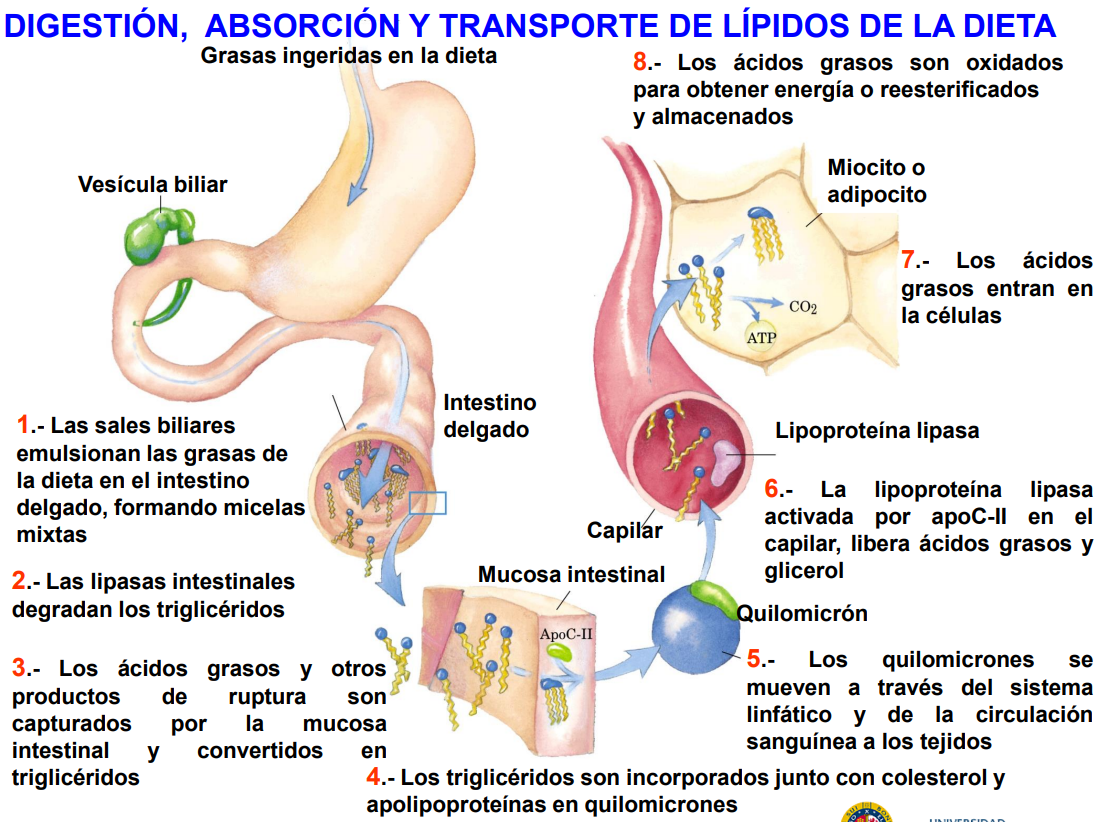 DIGESTIÓN, ABSORCIÓN Y TRANSPORTE DE LÍPIDOS DE LA DIETA
Grasas ingeridas en la dieta
Vesícula biliar
1.- Las sales biliares
emulsionan las grasas de
la dieta en el intestino
delgado, formando micelas
mixtas
Intestino
delgado
2.- Las lipasas intestinales
degradan los triglicéridos
3.- Los ácidos grasos y otros
productos de ruptura son
capturados por la mucosa
intestinal y convertidos en
triglicéridos
Mucosa intestinal
ApoC-II
4.- Los triglicéridos son incorporados junto con colesterol y
apolipoproteínas en quilomicrones
Quilomicrón
5.- Los quilomicrones se
mueven a través del sistema
linfático y de la circulación
sanguínea a los tejidos
Capilar
Lipoproteína lipasa
6.- La lipoproteína lipasa
activada por apoC-II en el
capilar, libera ácidos grasos y
glicerol
7.- Los ácidos
grasos entran en
la células
Miocito o
adipocito
CO2
ATP
8.- Los ácidos grasos son oxidados
para obtener energía o reesterificados
y almacenados